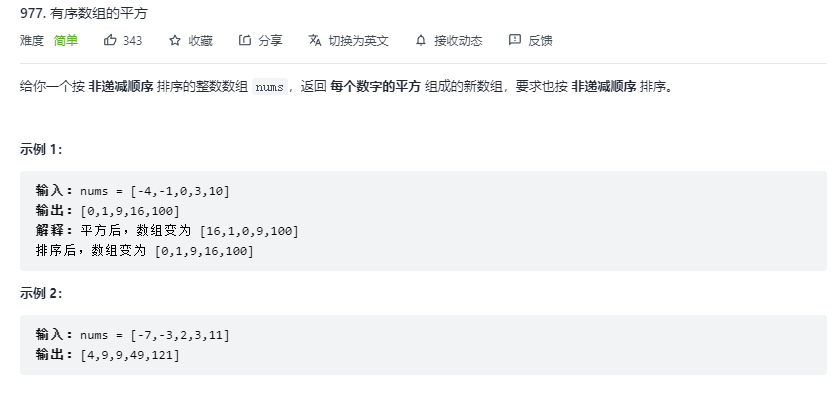 977. 有序数组的平方
难度 简单 343 收藏 分享 切换为英文 接收动态 反馈
给你一个按 非递减顺序 排序的整数数组 nums，返回 每个数字的平方 组成的新数组，要求也按 非递减顺序 排序。
示例 1：
输入：nums = [-4,-1,0,3,10]
输出：[0,1,9,16,100]
解释：平方后，数组变为 [16,1,0,9,100]
排序后，数组变为 [0,1,9,16,100]
示例 2：
输入：nums = [-7,-3,2,3,11]
输出：[4,9,9,49,121]